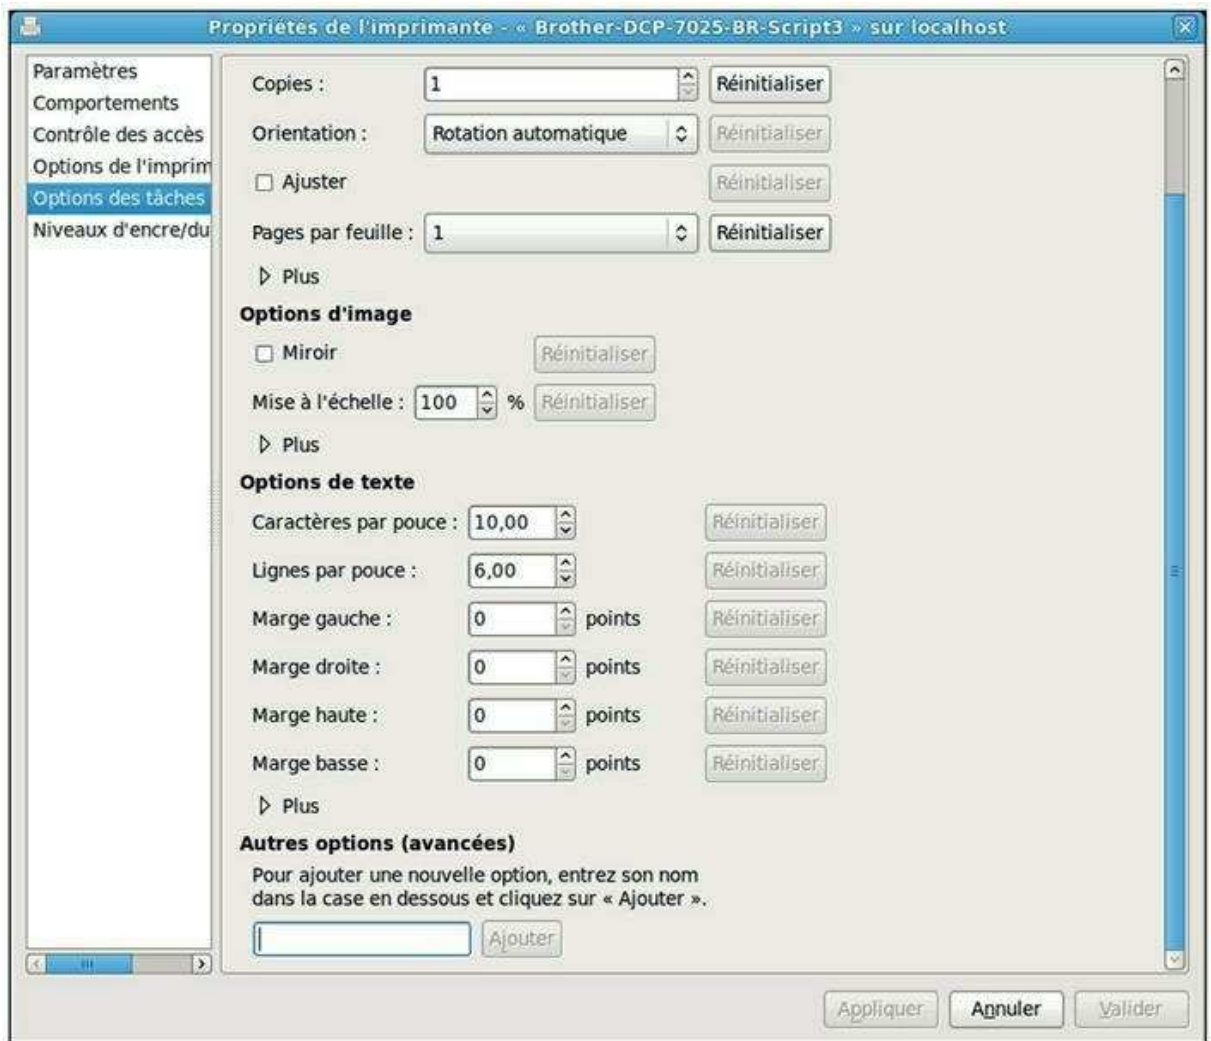 Propriétés de l'imprimante - « Brother-DCP-7025-BR-Script3 » sur localhost
Paramètres
Comportements
Contrôle des accès
Options de l'imprim
Options des tâches
Niveaux d'encre/du
Copies : 1 Réinitialiser
Orientation : Rotation automatique Réinitialiser
Ajuster Réinitialiser
Pages par feuille : 1 Réinitialiser
Plus
Options d'image
Miroir Réinitialiser
Mise à l'échelle : 100 % Réinitialiser
Plus
Options de texte
Caractères par pouce : 10,00 Réinitialiser
Lignes par pouce : 6,00 Réinitialiser
Marge gauche : 0 points Réinitialiser
Marge droite : 0 points Réinitialiser
Marge haute : 0 points Réinitialiser
Marge basse : 0 points Réinitialiser
Plus
Autres options (avancées)
Pour ajouter une nouvelle option, entrez son nom
dans la case en dessous et cliquez sur « Ajouter ».
Ajouter
Appliquer Annuler Valider